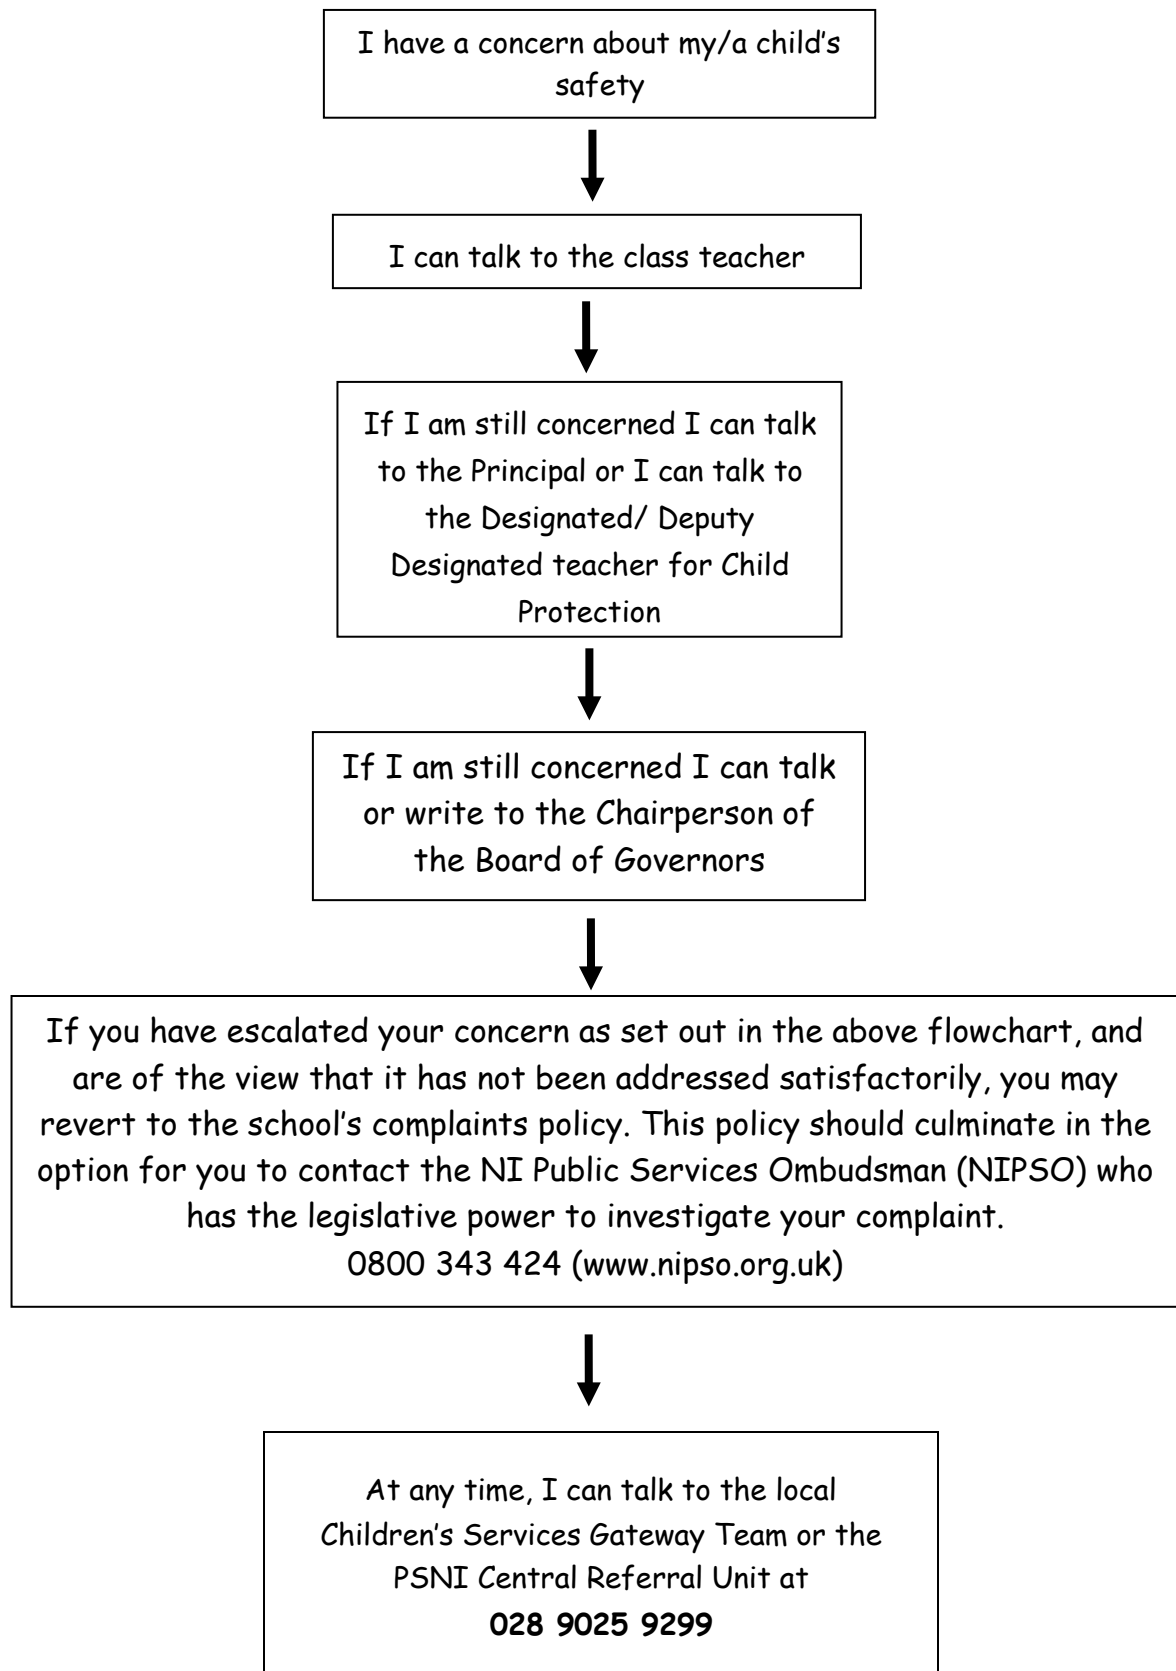 I have a concern about my/a child's
safety
I can talk to the class teacher
If I am still concerned I can talk
to the Principal or I can talk to
the Designated/ Deputy
Designated teacher for Child
Protection
If I am still concerned I can talk
or write to the Chairperson of
the Board of Governors
If you have escalated your concern as set out in the above flowchart, and
are of the view that it has not been addressed satisfactorily, you may
revert to the school's complaints policy. This policy should culminate in the
option for you to contact the NI Public Services Ombudsman (NIPSO) who
has the legislative power to investigate your complaint.
0800 343 424 (www.nipso.org.uk)
At any time, I can talk to the local
Children's Services Gateway Team or the
PSNI Central Referral Unit at
028 9025 9299